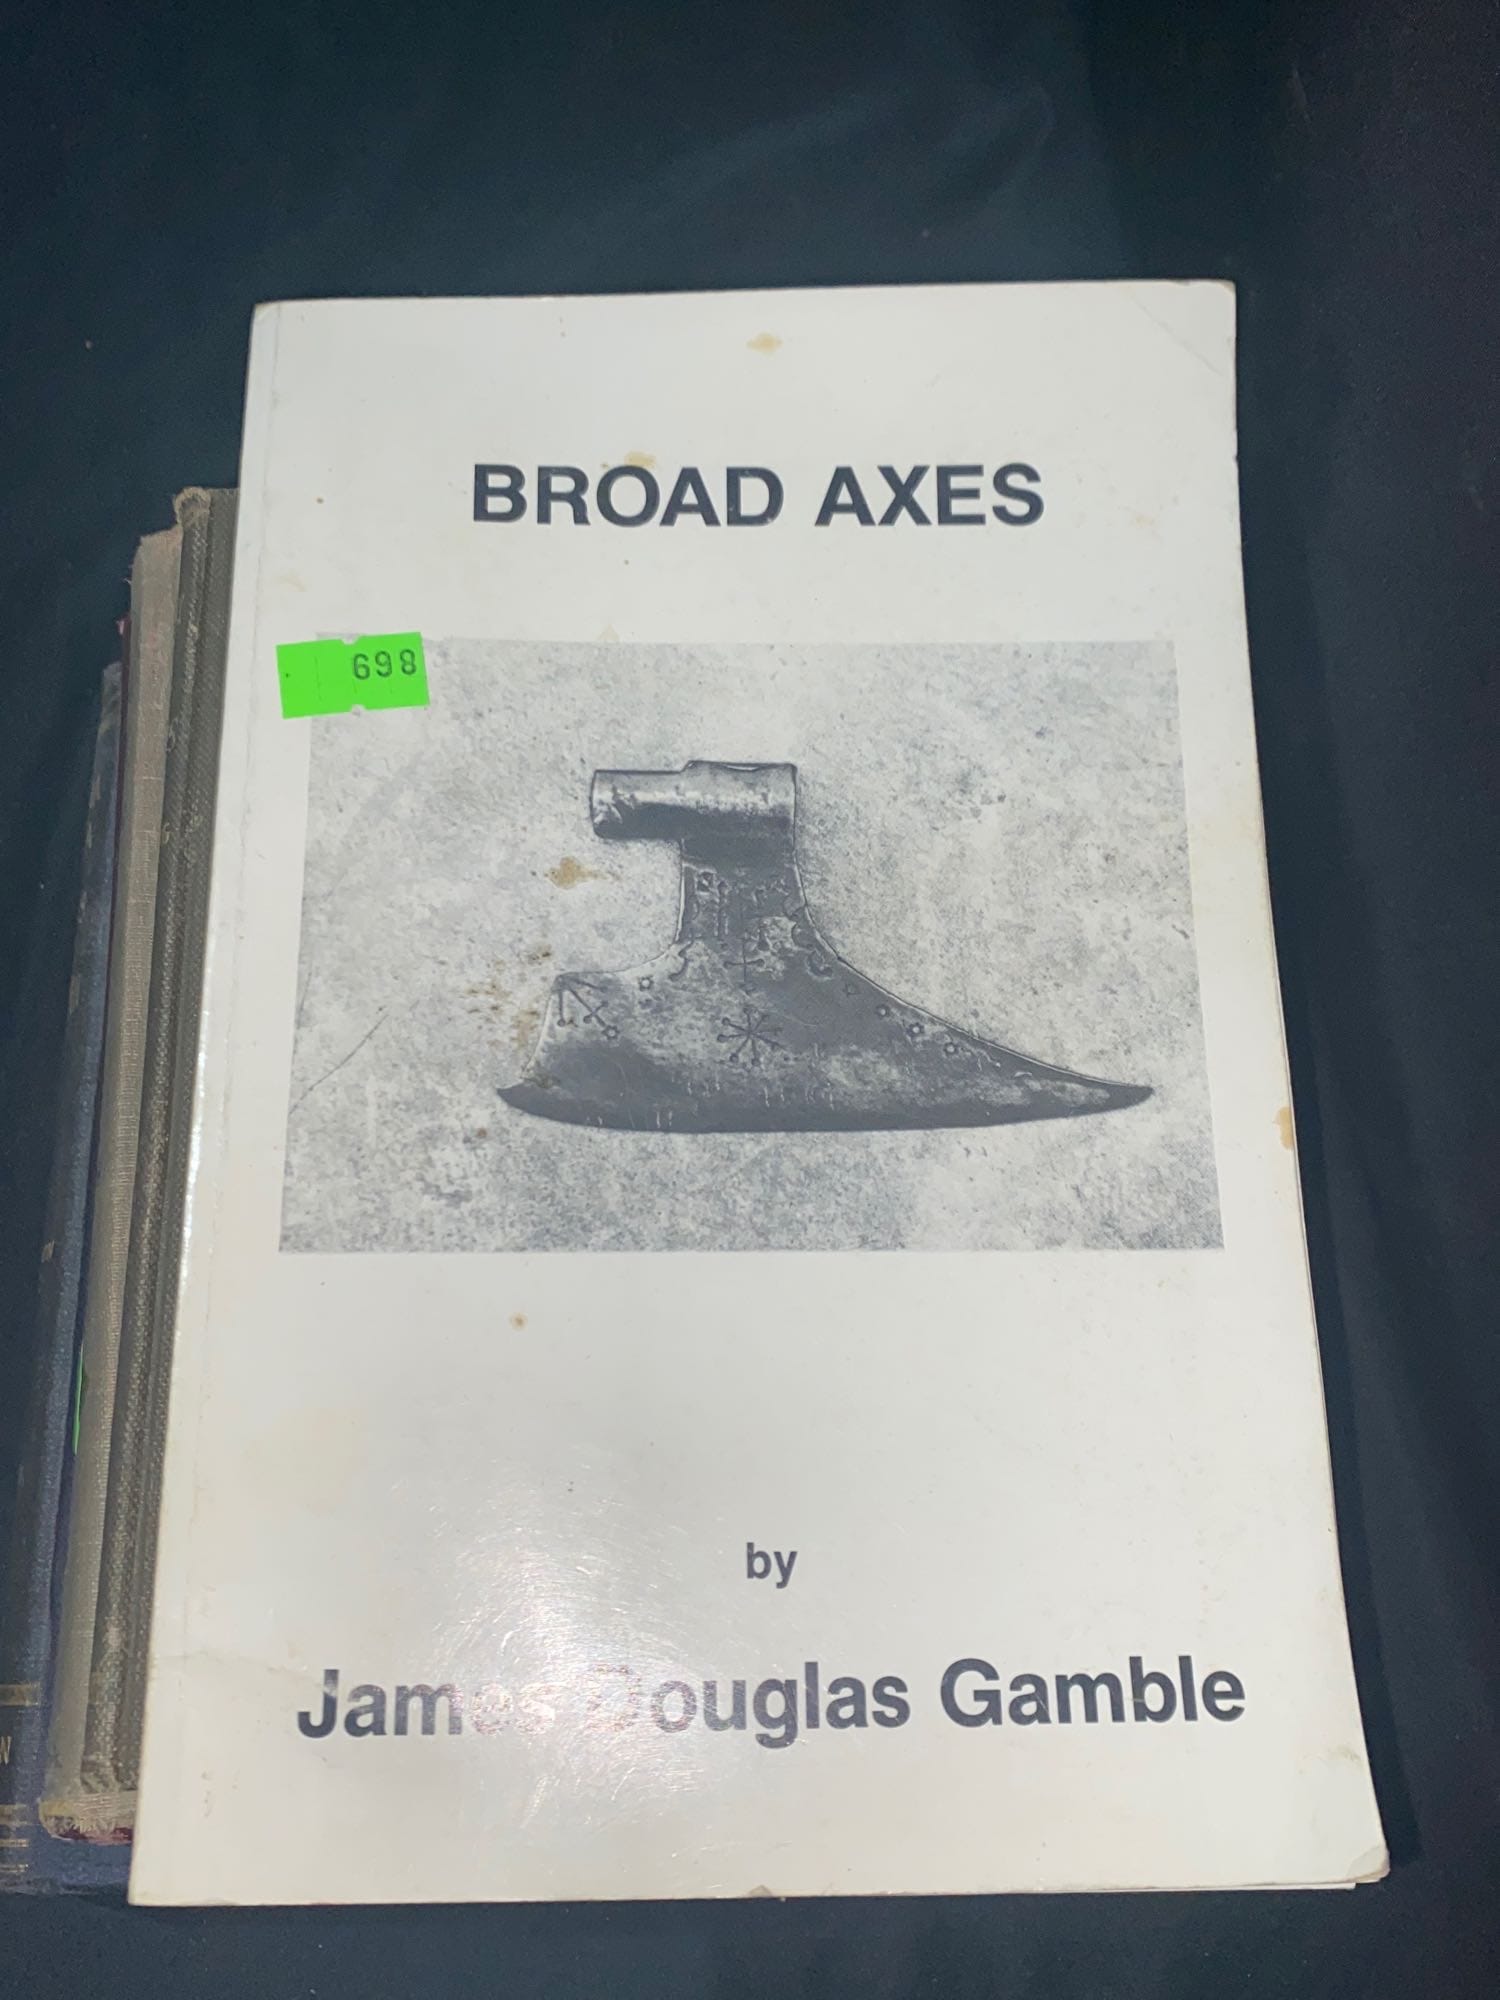 BROAD AXES
698
by
James Douglas Gamble